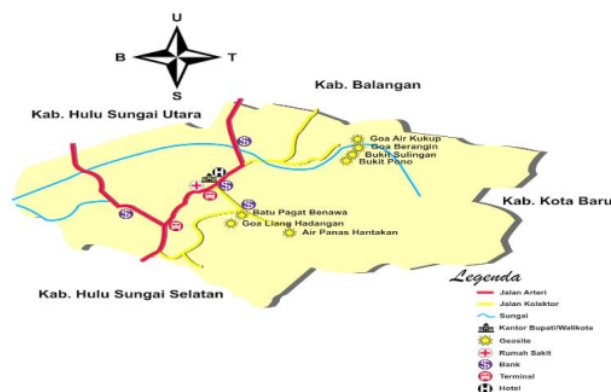 U
B T
S
Kab. Balangan
Kab. Hulu Sungai Utara
Goa Air Kukup
Goa Berangin
Bukit Sulingan
Bukit Pono
H
Kab. Kota Baru
Batu Pagat Benawa
Goa Liang Hadangan
Air Panas Hantakan
Kab. Hulu Sungai Selatan
Legenda
Jalan Arteri
Jalan Kolektor
Sungai
Kantor Bupati/Walikota
Geosite
Rumah Sakit
Bank
Terminal
H Hotel